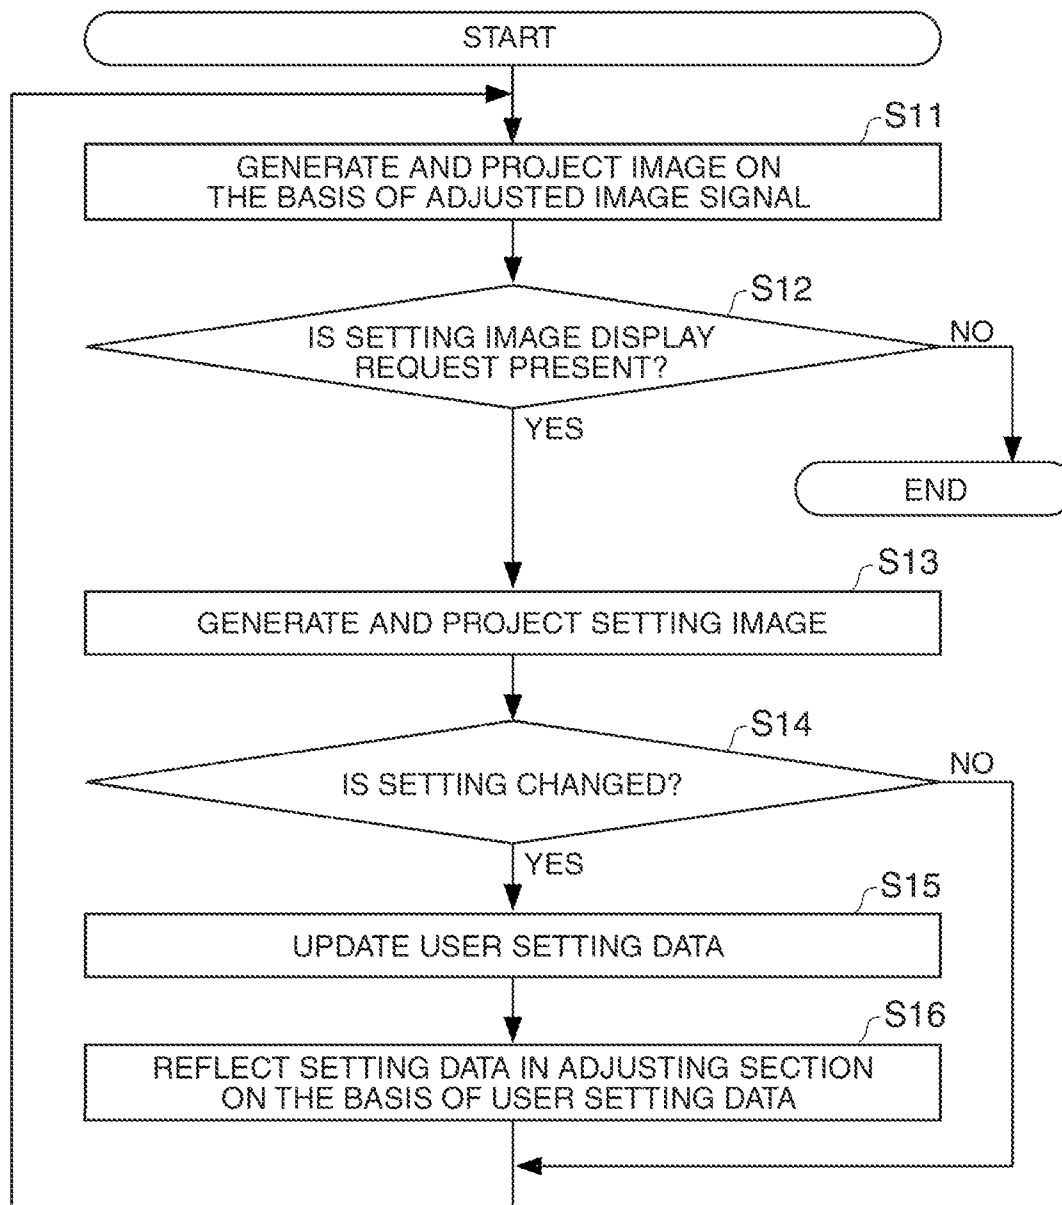 START
S11
GENERATE AND PROJECT IMAGE ON
THE BASIS OF ADJUSTED IMAGE SIGNAL
S12
IS SETTING IMAGE DISPLAY
REQUEST PRESENT?
NO
YES
END
S13
GENERATE AND PROJECT SETTING IMAGE
S14
IS SETTING CHANGED?
NO
YES
S15
UPDATE USER SETTING DATA
S16
REFLECT SETTING DATA IN ADJUSTING SECTION
ON THE BASIS OF USER SETTING DATA